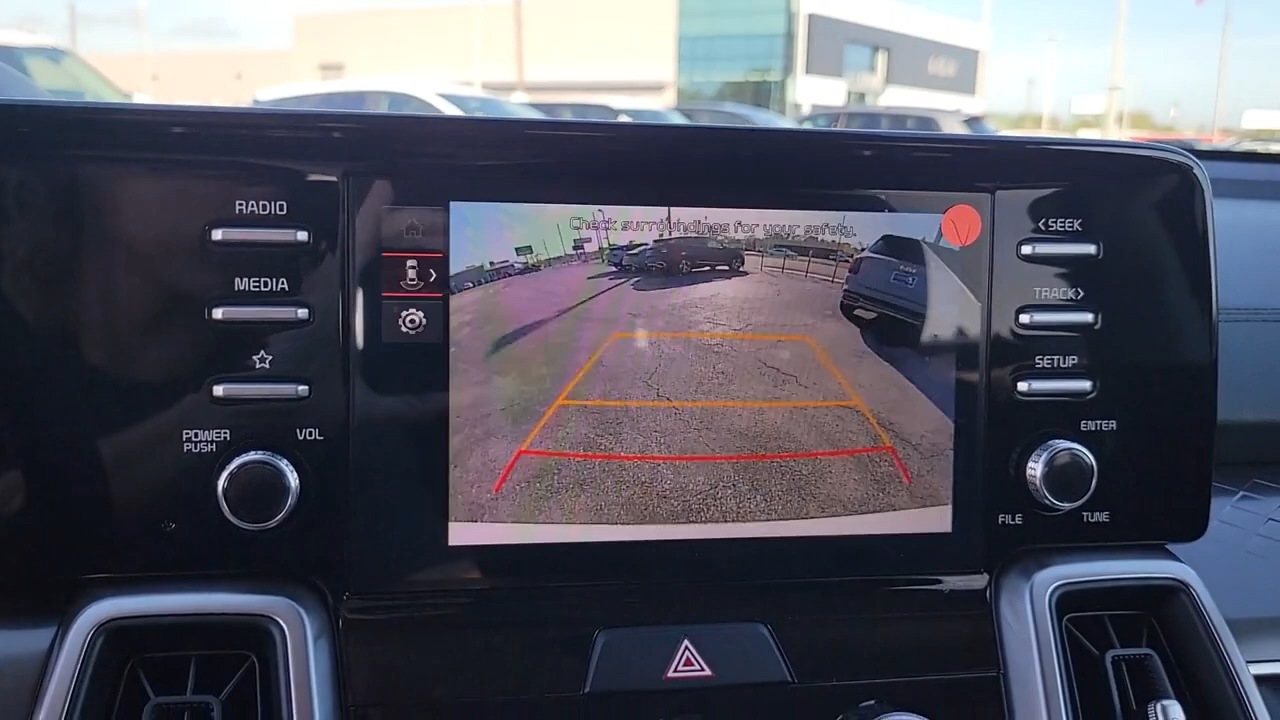 RADIO
MEDIA
POWER
PUSH
VOL
Check surroundings for your safety.
<SEEK
TRACK>
SETUP
ENTER
FILE
TUNE